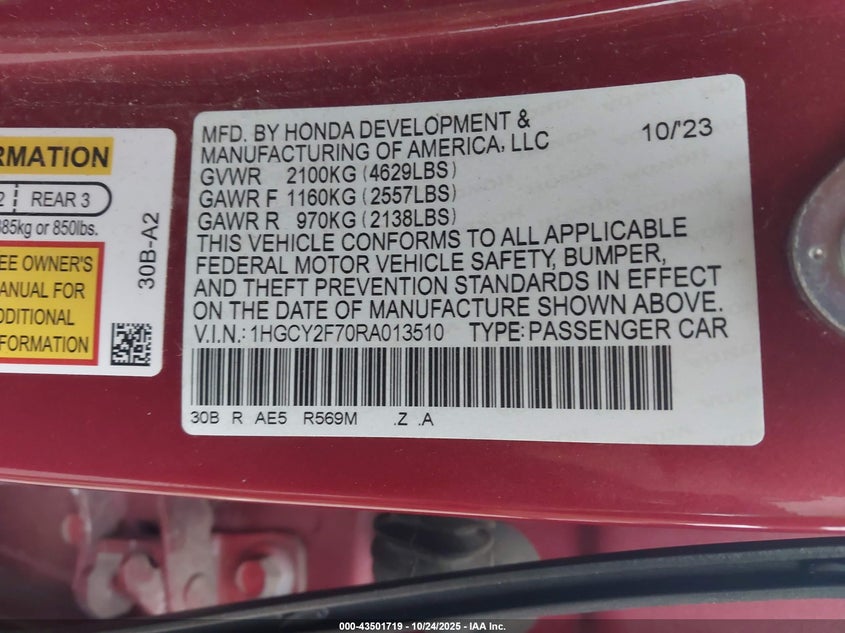 RMATION
2 REAR 3
385kg or 850lbs.
EE OWNER'S
MANUAL FOR
DDITIONAL
FORMATION
30B-A2
MFD. BY HONDA DEVELOPMENT &
MANUFACTURING OF AMERICA, LLC 10/'23
GVWR 2100KG (4629LBS)
GAWR F 1160KG (2557LBS)
GAWR R 970KG (2138LBS)
THIS VEHICLE CONFORMS TO ALL APPLICABLE
FEDERAL MOTOR VEHICLE SAFETY, BUMPER,
AND THEFT PREVENTION STANDARDS IN EFFECT
ON THE DATE OF MANUFACTURE SHOWN ABOVE.
V.I.N.: 1HGCY2F70RA013510 TYPE: PASSENGER CAR
30B R AE5 R569M .Z .A
000-43501719 - 10/24/2025 - IAA Inc.